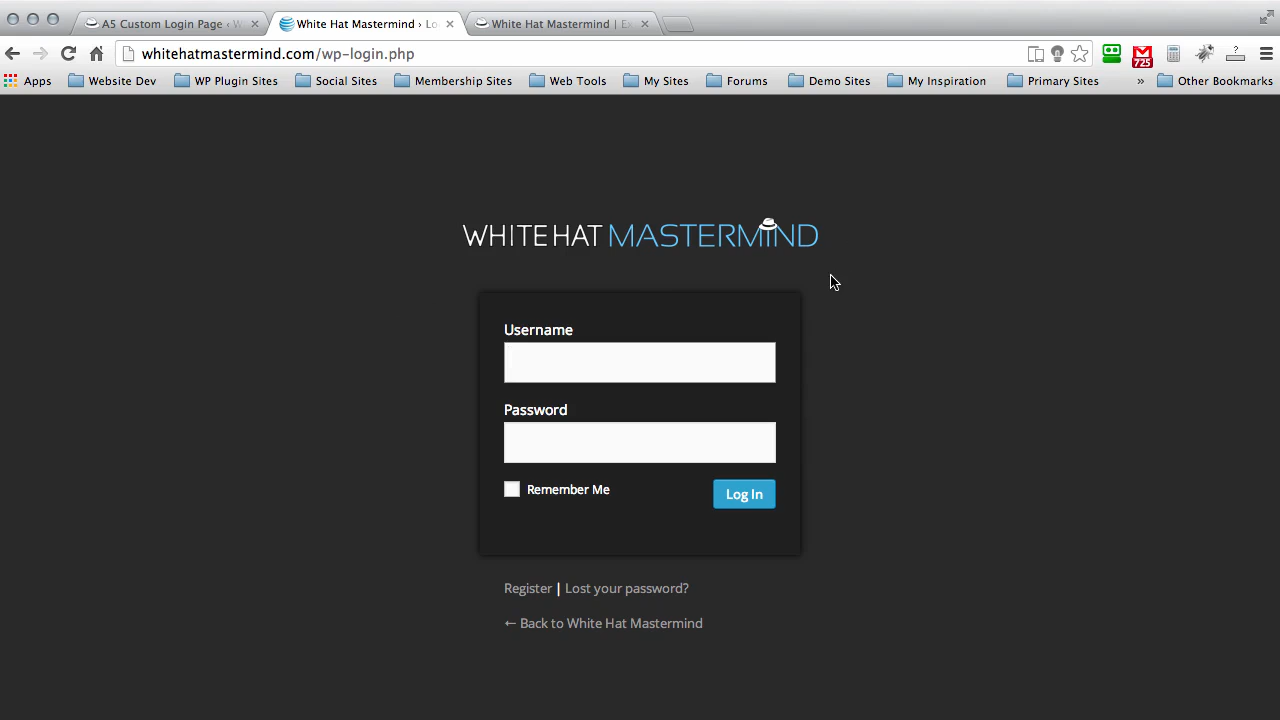 A5 Custom Login Page ‹ W
White Hat Mastermind › Lo
White Hat Mastermind | Ex
whitehatmastermind.com/wp-login.php
725
?
Apps
Website Dev
WP Plugin Sites
Social Sites
Membership Sites
Web Tools
My Sites
Forums
Demo Sites
My Inspiration
Primary Sites
»
Other Bookmarks
WHITE HAT MASTERMIND
Username
Password
Remember Me
Log In
Register | Lost your password?
← Back to White Hat Mastermind